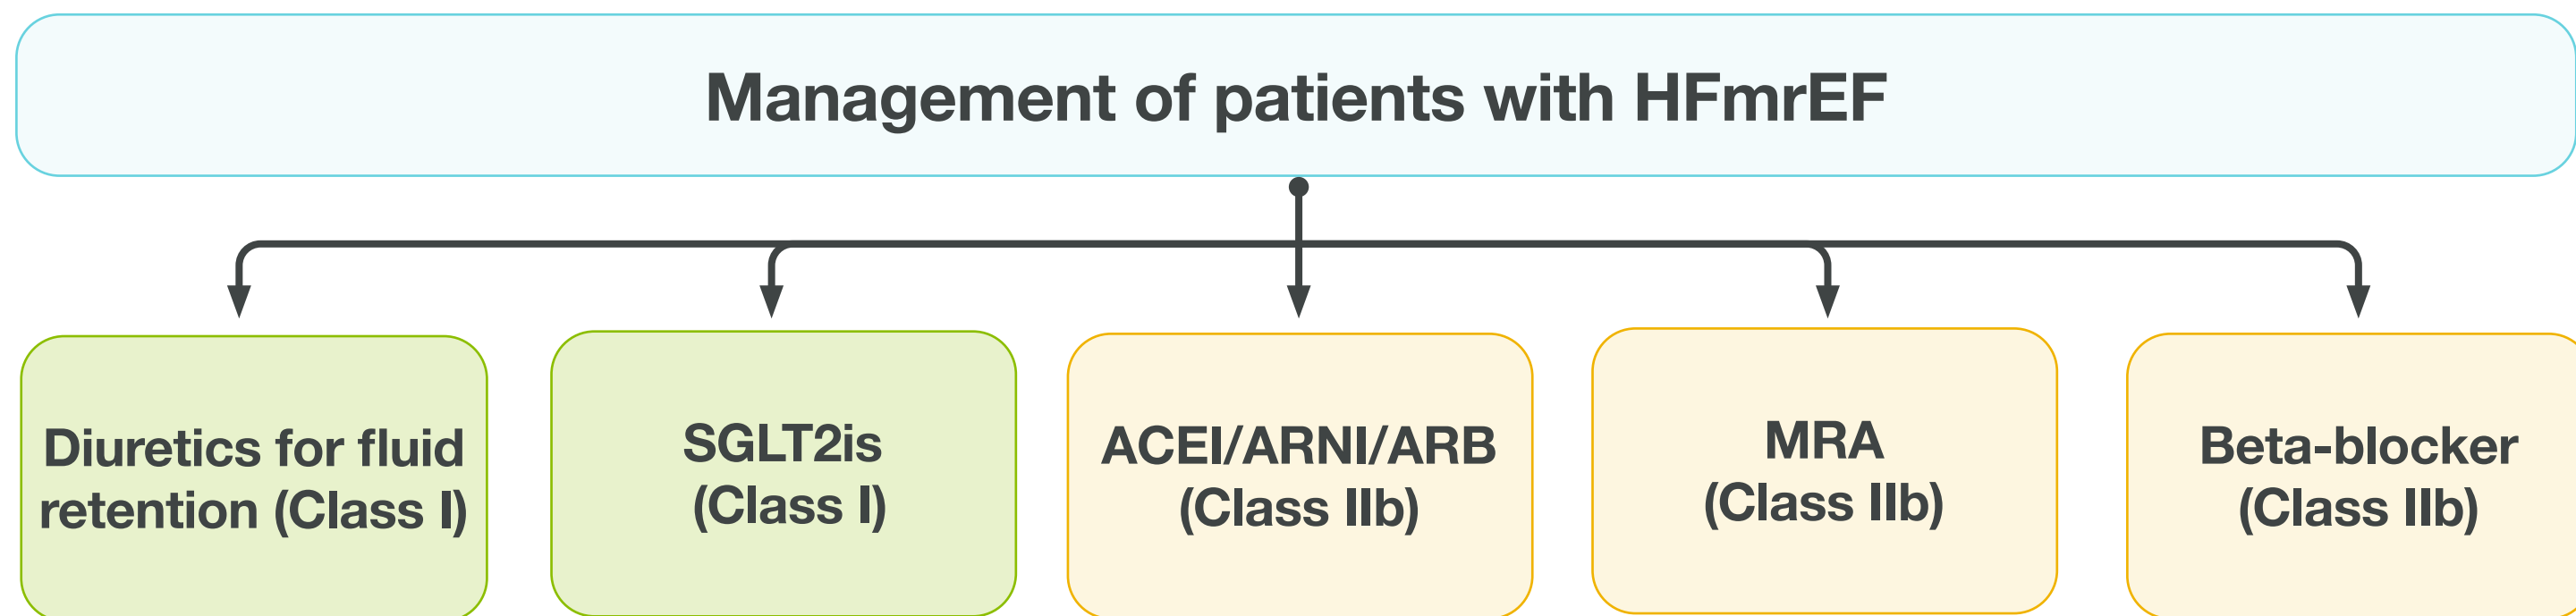 Management of patients with HFmrEF
Diuretics for fluid
retention (Class I)
SGLT2is
(Class I)
ACEI/ARNI/ARB
(Class IIb)
MRA
(Class IIb)
Beta-blocker
(Class IIb)